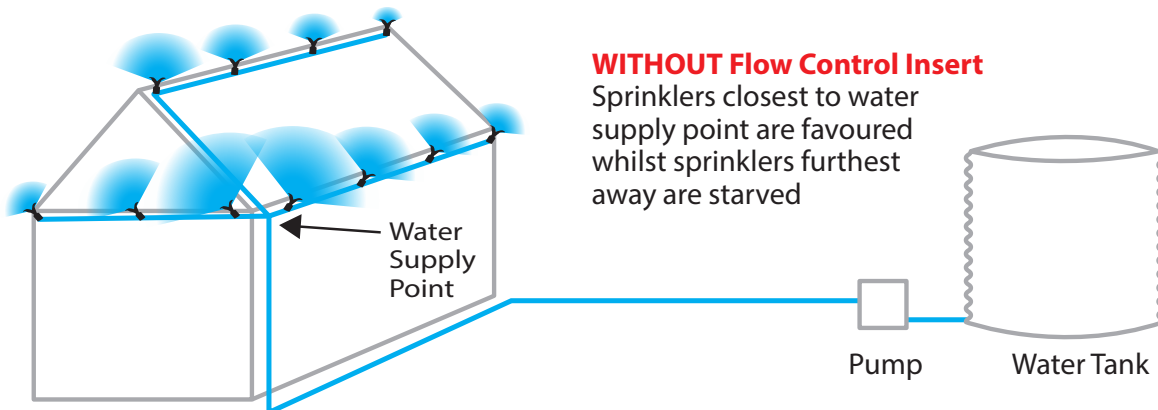 WITHOUT Flow Control Insert
Sprinklers closest to water
supply point are favoured
whilst sprinklers furthest
away are starved
Water
Supply
Point
Pump
Water Tank